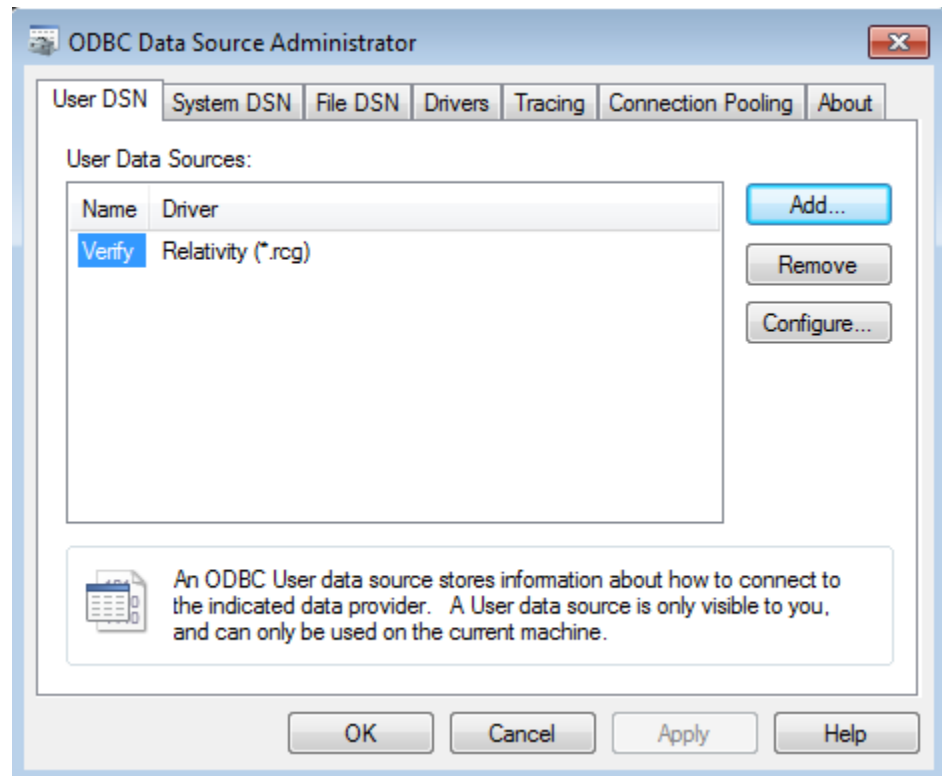 ODBC Data Source Administrator
User DSN System DSN File DSN Drivers Tracing Connection Pooling About
User Data Sources:
Name Driver
Add...
Verify Relativity (*.rcg)
Remove
Configure...
An ODBC User data source stores information about how to connect to
the indicated data provider. A User data source is only visible to you,
and can only be used on the current machine.
OK Cancel Apply Help